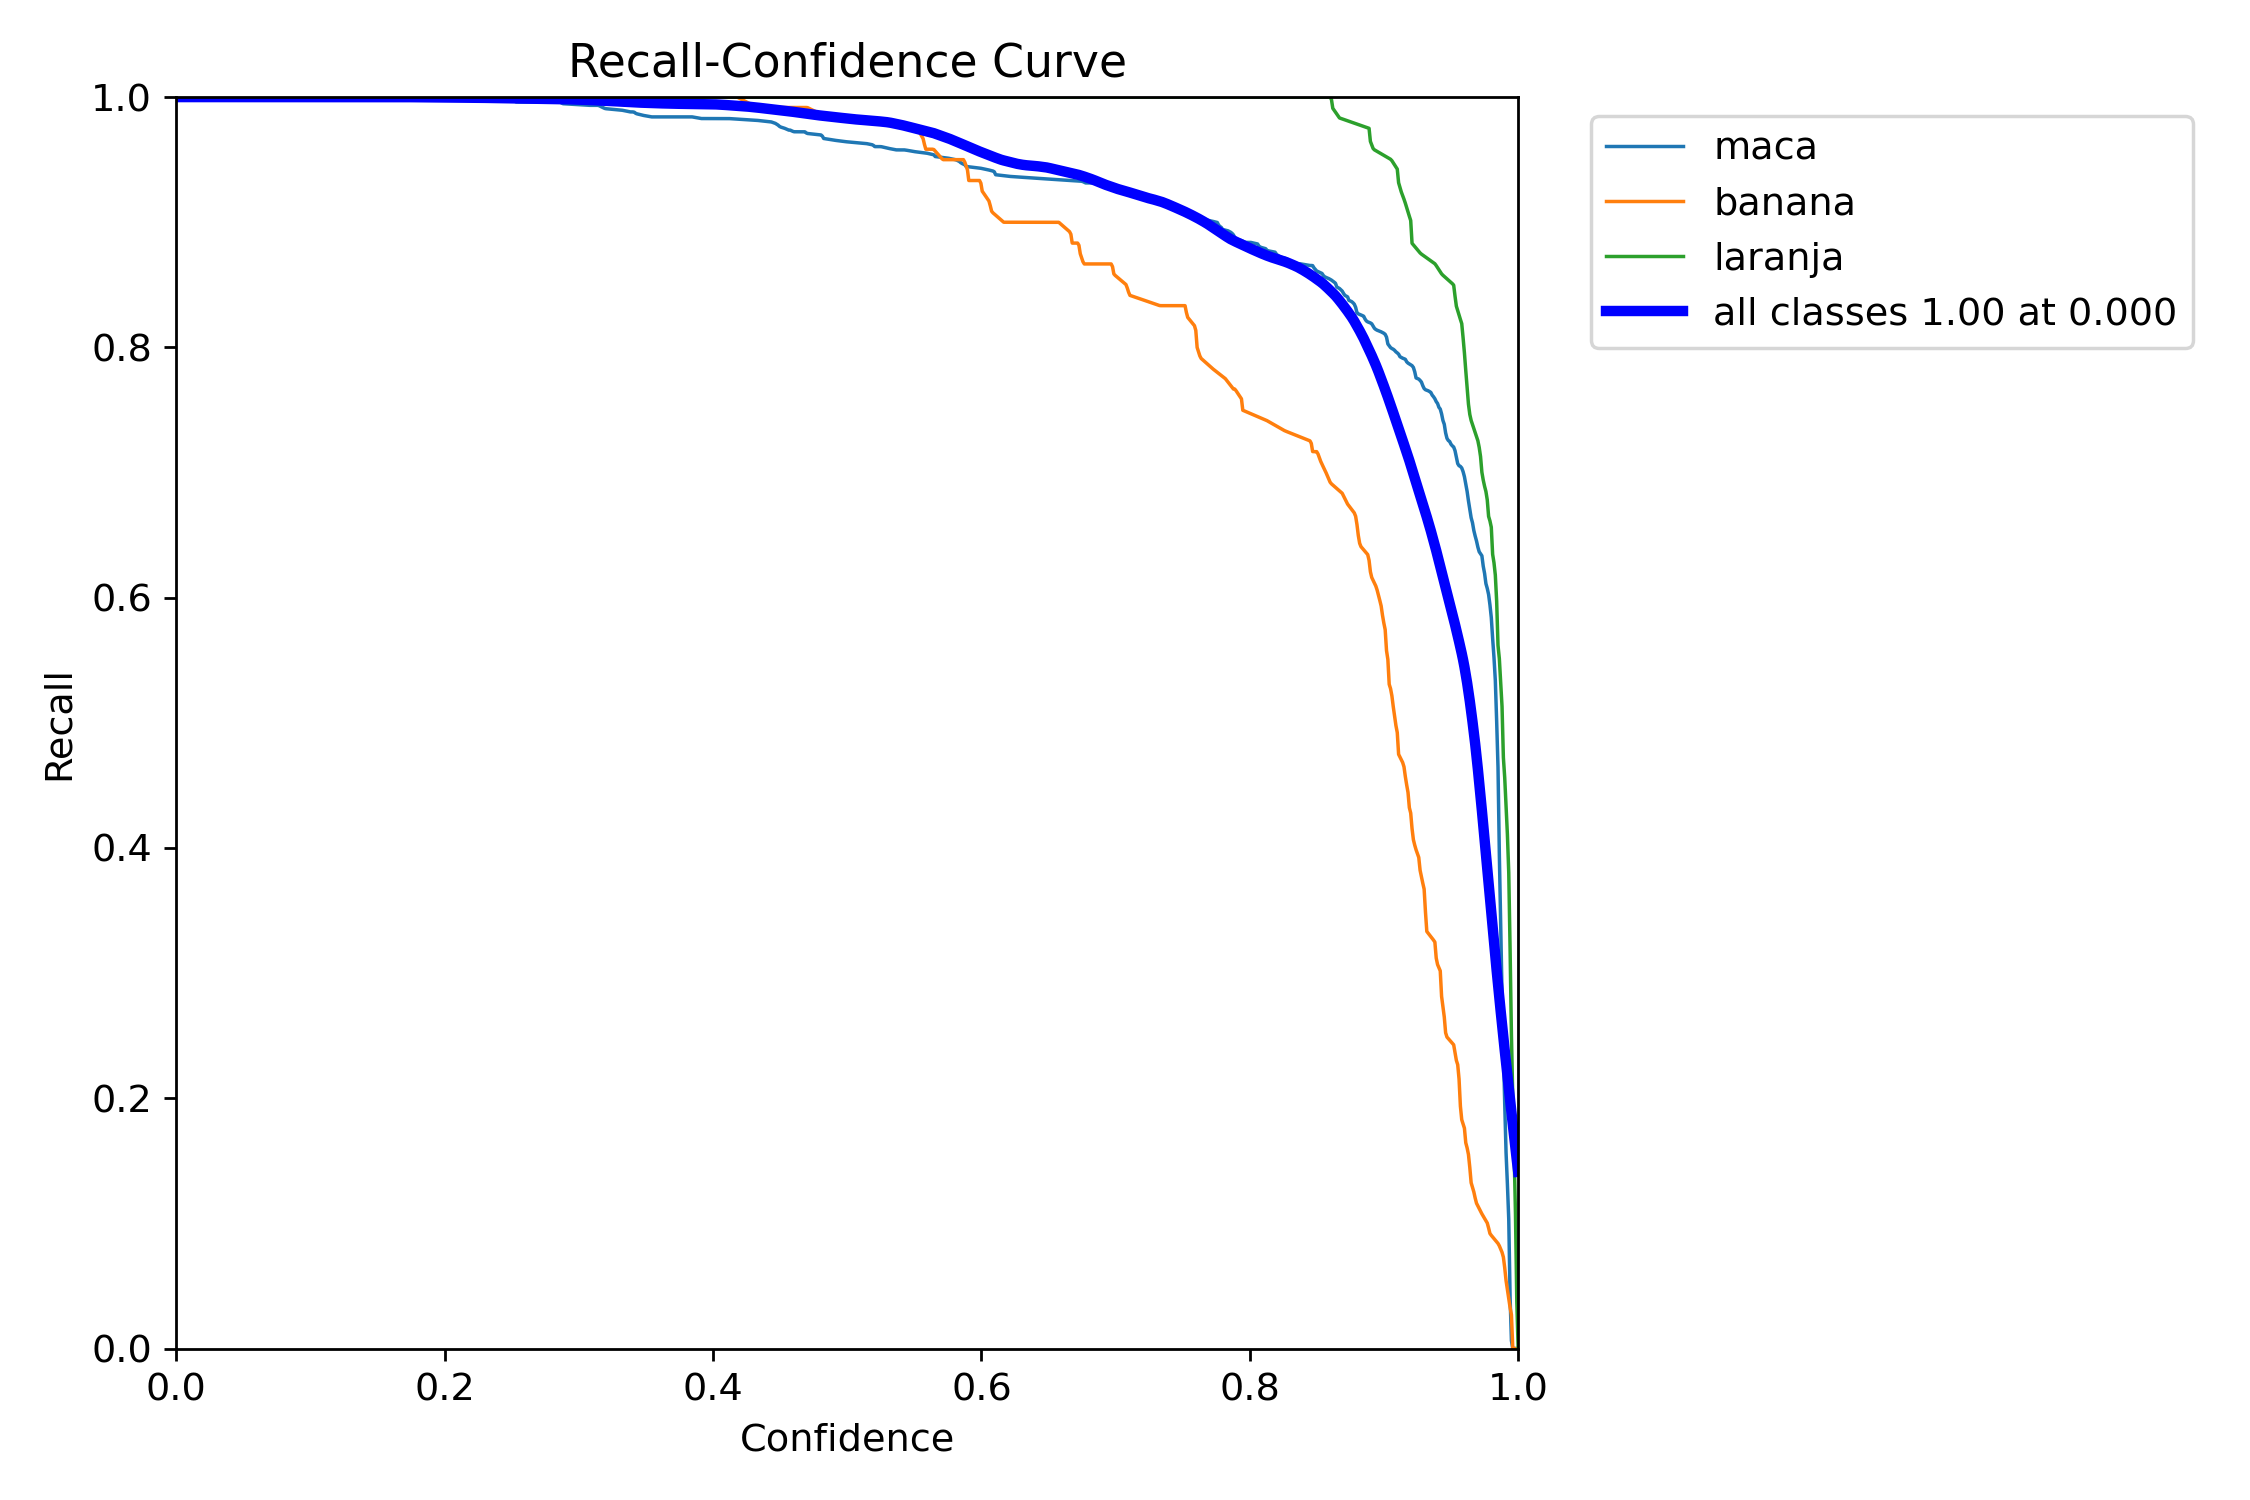 Recall-Confidence Curve
1.0
0.8
0.6
0.4
0.2
0.0
Recall
0.0 0.2 0.4 0.6 0.8 1.0
Confidence
maca
banana
laranja
all classes 1.00 at 0.000